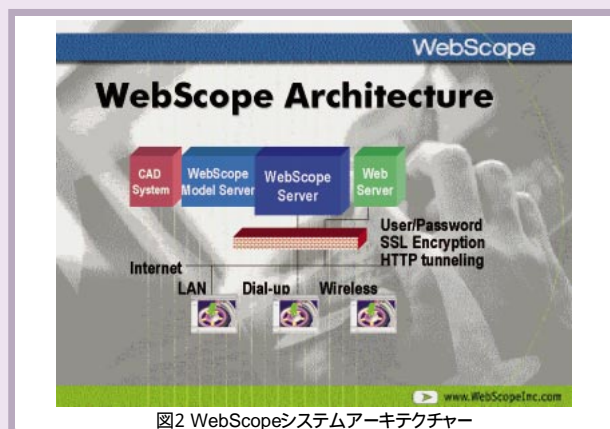 WebScope
WebScope Architecture
CAD
System
WebScope
Model Server
WebScope
Server
Web
Server
User/Password
SSL Encryption
HTTP tunneling
Internet
LAN
Dial-up
Wireless
www.WebScopeInc.com
図2 WebScopeシステムアーキテクチャー